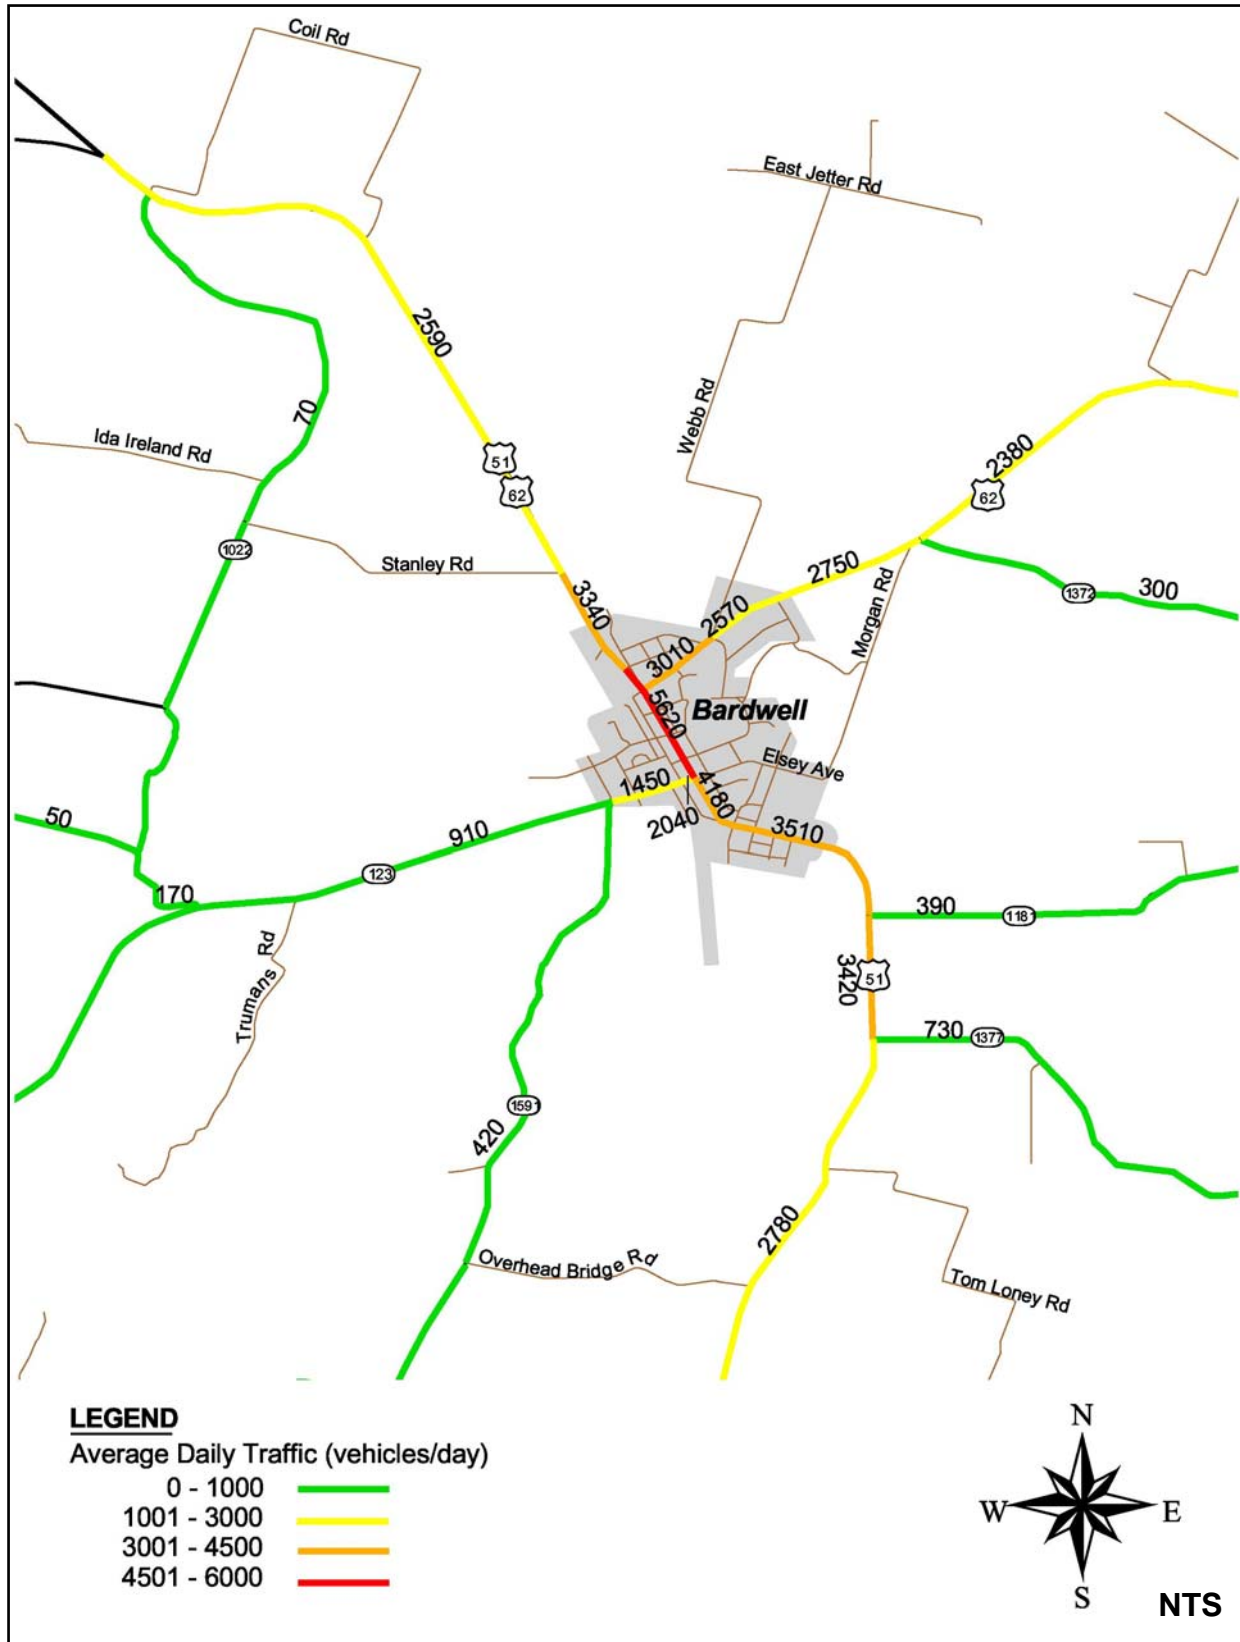 Coil Rd
East Jetter Rd
2590
70
Webb Rd
Ida Ireland Rd
51
62
2380
62
1022
Stanley Rd
2750
Morgan Rd
1372
300
3340
2570
3010
5620
Bardwell
Elsey Ave
1450
4180
2040
3510
50
910
123
170
390
1181
Trumans Rd
3420
51
730
1377
1591
420
2780
Overhead Bridge Rd
Tom Loney Rd
LEGEND
Average Daily Traffic (vehicles/day)
0 - 1000
1001 - 3000
3001 - 4500
4501 - 6000
N
W
E
S
NTS